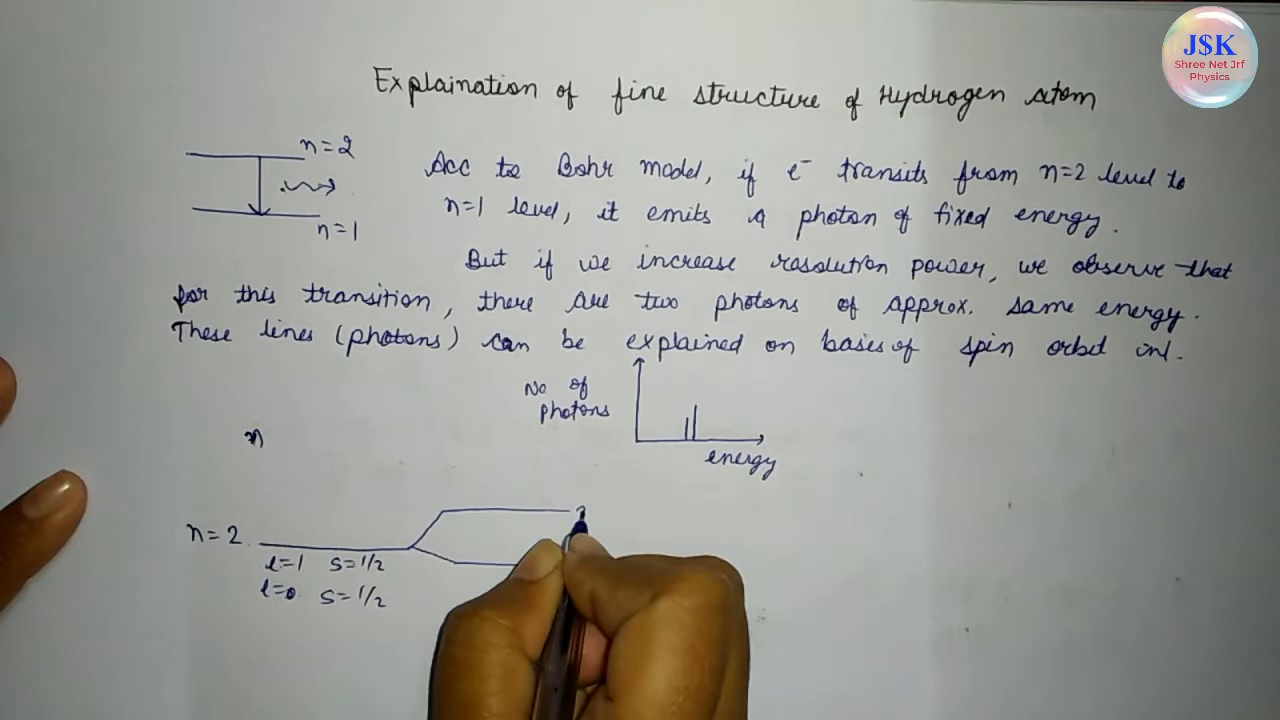 J$K
Shree Net Jrf
Physics
Explaination of fine structure of Hydrogen atom
n=2
n=1
Acc to Bohr model, if e⁻ transits from n=2 level to
n=1 level, it emits a photon of fixed energy.
But if we increase resolution power, we observe that
for this transition, there are two photons of approx. same energy.
These lines (photons) can be explained on bases of spin orbit int.
No of
photons
energy
n
n=2
l=1 s=1/2
l=0 s=1/2